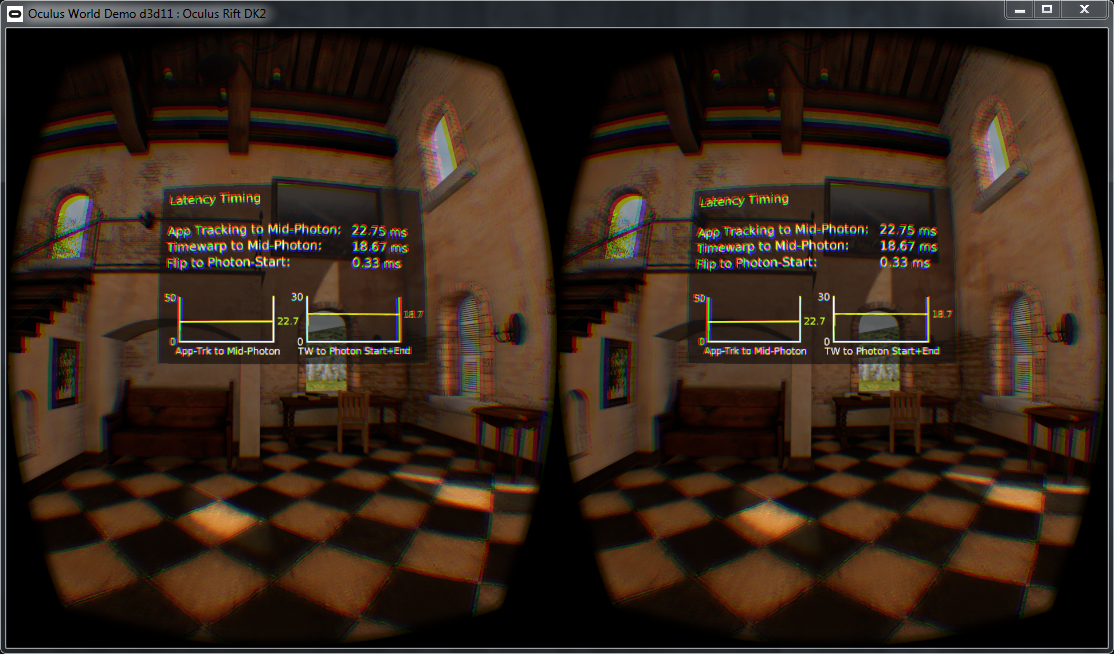 Oculus World Demo d3d11 : Oculus Rift DK2
Latency Timing
App Tracking to Mid-Photon: 22.75 ms
Timewarp to Mid-Photon: 18.67 ms
Flip to Photon-Start: 0.33 ms
50
22.7
0
App-Trk to Mid-Photon
30
18.7
0
TW to Photon Start+End
Latency Timing
App Tracking to Mid-Photon: 22.75 ms
Timewarp to Mid-Photon: 18.67 ms
Flip to Photon-Start: 0.33 ms
50
22.7
0
App-Trk to Mid-Photon
30
18.7
0
TW to Photon Start+End